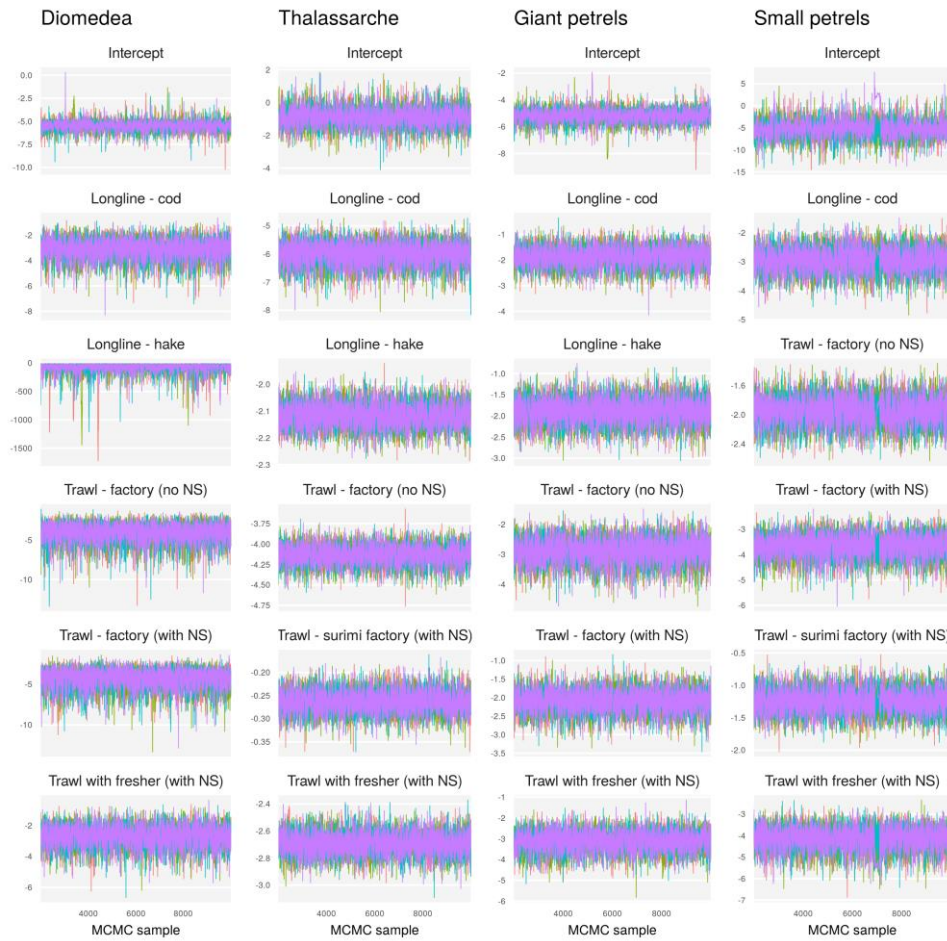 Diomedea Thalassarche Giant petrels Small petrels
Intercept Intercept Intercept Intercept
0.0 2 -2 5
-2.5 0 -4 0
-5.0 -2 -6 -5
-7.5 -8 -10
-10.0 -4 -15
Longline - cod Longline - cod Longline - cod Longline - cod
-2 -5 -1 -2
-4 -6 -2 -3
-6 -7 -3 -4
-8 -8 -4 -5
Longline - hake Longline - hake Longline - hake Trawl - factory (no NS)
0 -2.0 -1.0 -1.6
-500 -2.1 -1.5 -2.0
-1000 -2.2 -2.0 -2.4
-1500 -2.3 -2.5
-3.0
Trawl - factory (no NS) Trawl - factory (no NS) Trawl - factory (no NS) Trawl - factory (with NS)
-5 -3.75 -2 -3
-10 -4.00 -3 -4
-4.25 -4 -5
-4.50 -6
-4.75
Trawl - factory (with NS) Trawl - surimi factory (with NS) Trawl - factory (with NS) Trawl - surimi factory (with NS)
-5 -0.20 -1.0 -0.5
-10 -0.25 -1.5 -1.0
-0.30 -2.0 -1.5
-0.35 -2.5 -2.0
-3.0
-3.5
Trawl with fresher (with NS) Trawl with fresher (with NS) Trawl with fresher (with NS) Trawl with fresher (with NS)
-2 -2.4 -1 -3
-4 -2.6 -2 -4
-6 -2.8 -3 -5
-3.0 -4 -6
-5 -7
-6
4000 6000 8000 4000 6000 8000 4000 6000 8000 4000 6000 8000
MCMC sample MCMC sample MCMC sample MCMC sample